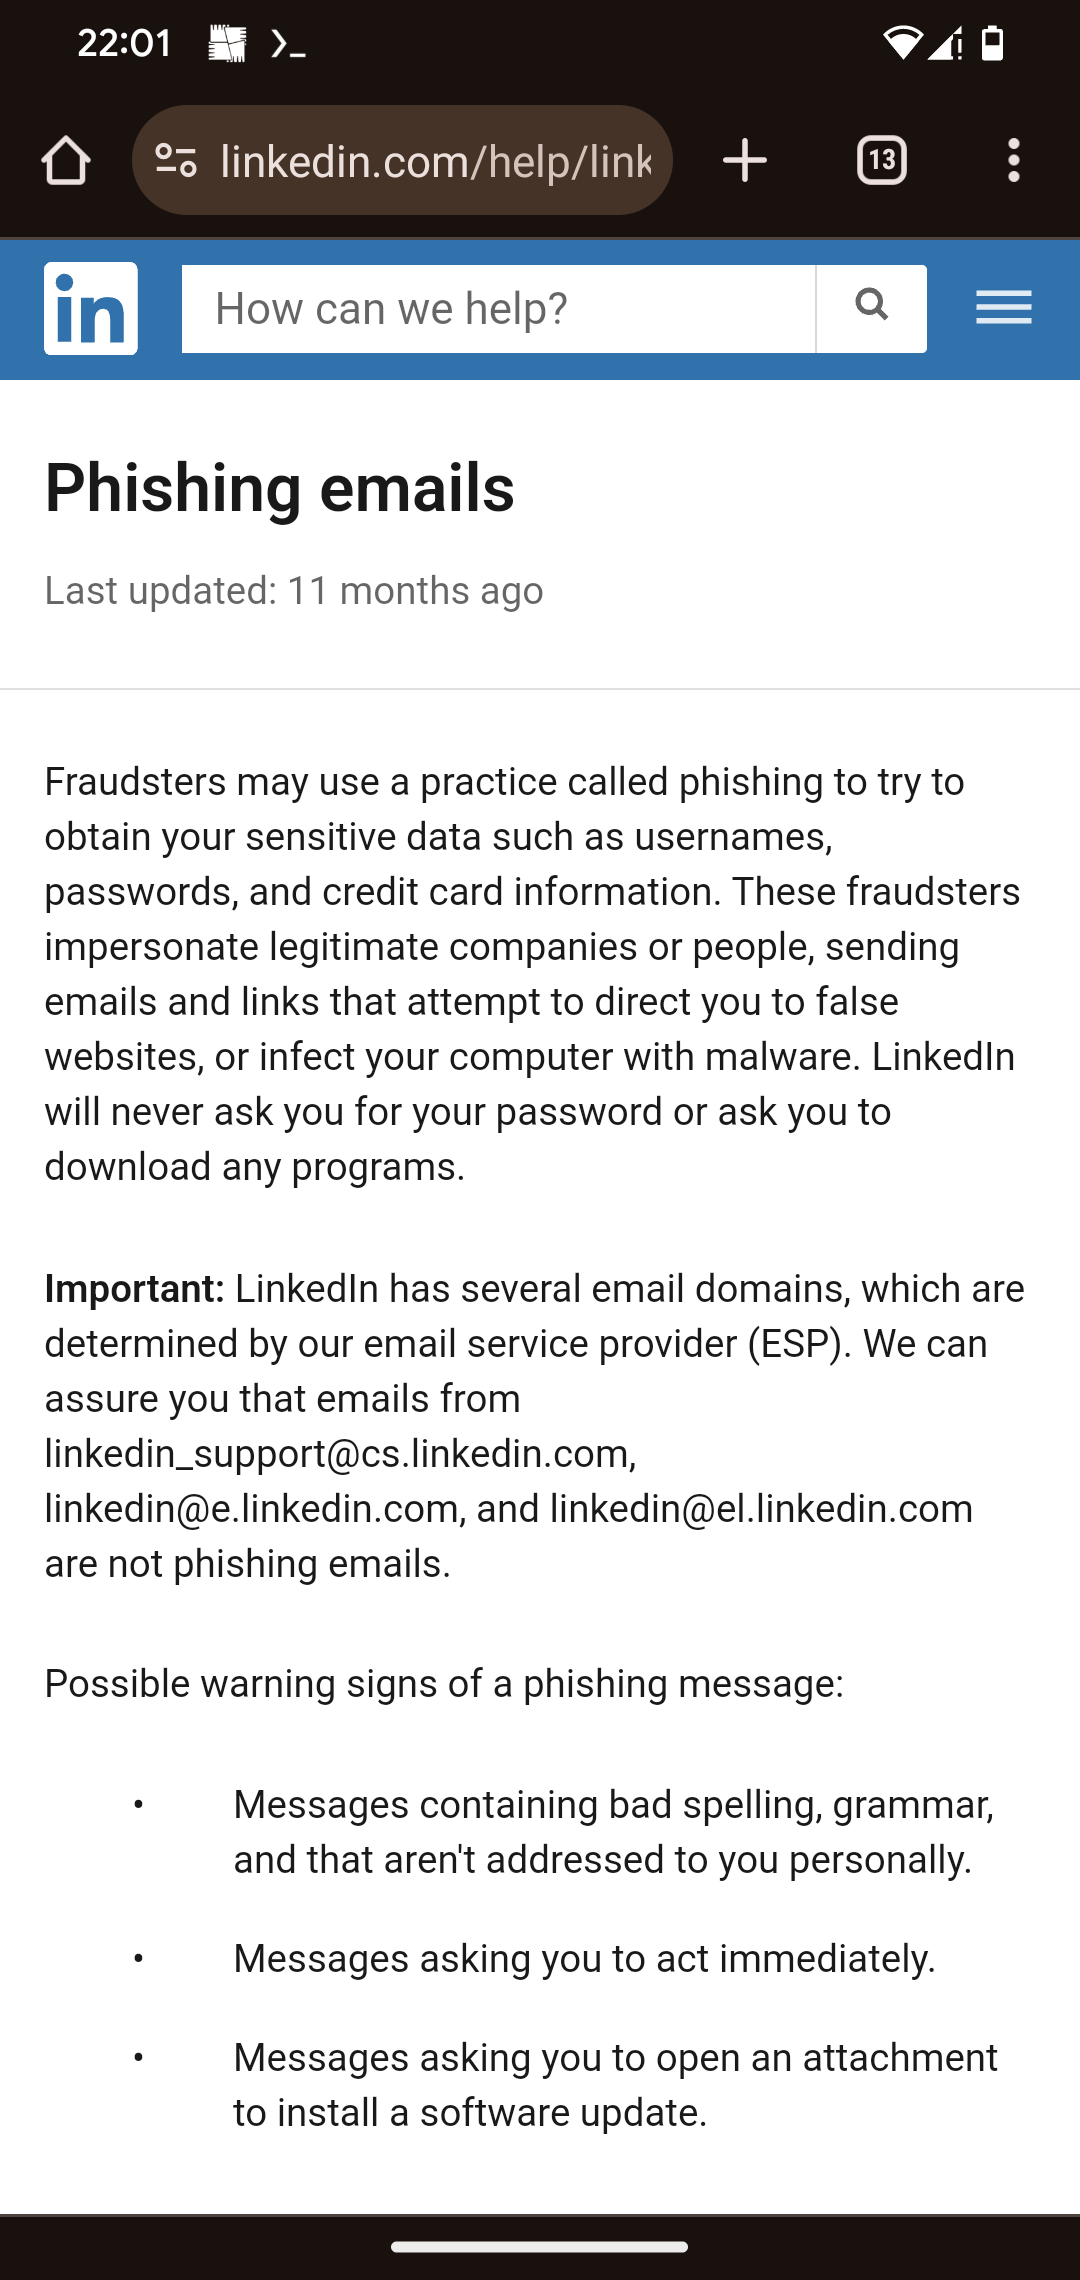 22:01
linkedin.com/help/link
13
in
How can we help?
Phishing emails
Last updated: 11 months ago
Fraudsters may use a practice called phishing to try to
obtain your sensitive data such as usernames,
passwords, and credit card information. These fraudsters
impersonate legitimate companies or people, sending
emails and links that attempt to direct you to false
websites, or infect your computer with malware. LinkedIn
will never ask you for your password or ask you to
download any programs.
Important: LinkedIn has several email domains, which are
determined by our email service provider (ESP). We can
assure you that emails from
linkedin_support@cs.linkedin.com,
linkedin@e.linkedin.com, and linkedin@el.linkedin.com
are not phishing emails.
Possible warning signs of a phishing message:
• Messages containing bad spelling, grammar,
and that aren't addressed to you personally.
• Messages asking you to act immediately.
• Messages asking you to open an attachment
to install a software update.